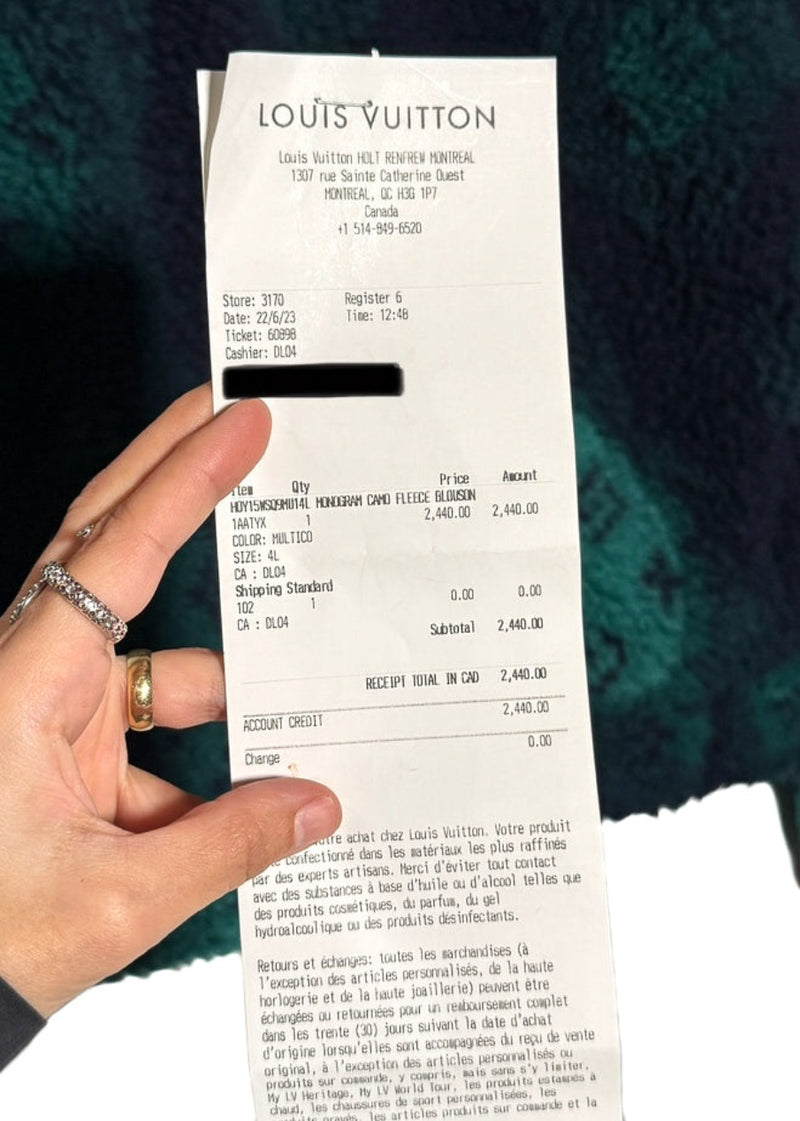 LOUIS VUITTON
Louis Vuitton HOLT RENFREW MONTREAL
1307 rue Sainte Catherine Ouest
MONTREAL, QC H3G 1P7
Canada
+1 514-849-6520
Store: 3170 Register 6
Date: 22/6/23 Time: 12:48
Ticket: 60898
Cashier: DL04
Item Qty Price Amount
HOY15WSQ9MU14L MONOGRAM CAMO FLEECE BLOUSON
1AATYX 1 2,440.00 2,440.00
COLOR: MULTICO
SIZE: 4L
CA : DL04
Shipping Standard
102 1 0.00 0.00
CA : DL04
Subtotal 2,440.00
RECEIPT TOTAL IN CAD 2,440.00
ACCOUNT CREDIT 2,440.00
Change 0.00
achat chez Louis Vuitton. Votre produit
confectionné dans les matériaux les plus raffinés
par des experts artisans. Merci d'éviter tout contact
avec des substances à base d'huile ou d'alcool telles que
des produits cosmétiques, du parfum, du gel
hydroalcoolique ou des produits désinfectants.
Retours et échanges: toutes les marchandises (à
l'exception des articles personnalisés, de la haute
horlogerie et de la haute joaillerie) peuvent être
échangées ou retournées pour un remboursement complet
dans les trente (30) jours suivant la date d'achat
d'origine lorsqu'elles sont accompagnées du reçu de vente
original, à l'exception des articles personnalisés ou
produits sur commande, y compris, mais sans s'y limiter,
My LV Heritage, My LV World Tour, les produits estampés à
chaud, les chaussures de sport personnalisées, les
produits gravés, les articles produits sur commande et la